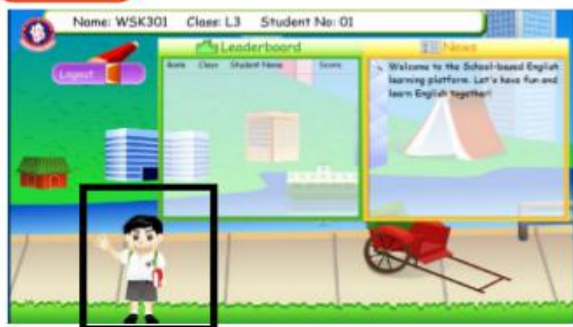 Name: WSK301 Class: L3 Student No: 01
Leaderboard
Rank Class Student Name Score
News
Welcome to the School-based English
learning platform. Let's have fun and
learn English together!
Logout